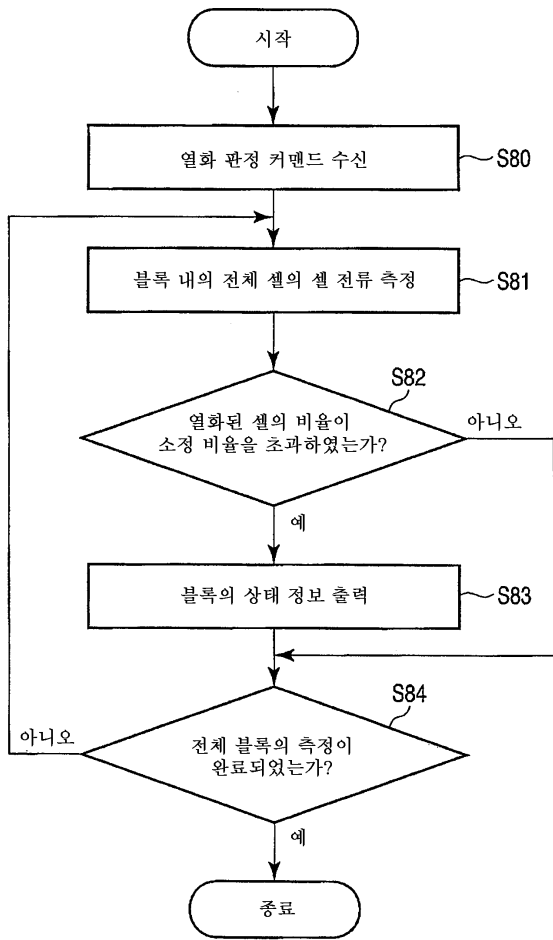 시작
열화 판정 커맨드 수신
S80
블록 내의 전체 셀의 셀 전류 측정
S81
S82
열화된 셀의 비율이
소정 비율을 초과하였는가?
아니오
예
블록의 상태 정보 출력
S83
S84
아니오
전체 블록의 측정이
완료되었는가?
예
종료